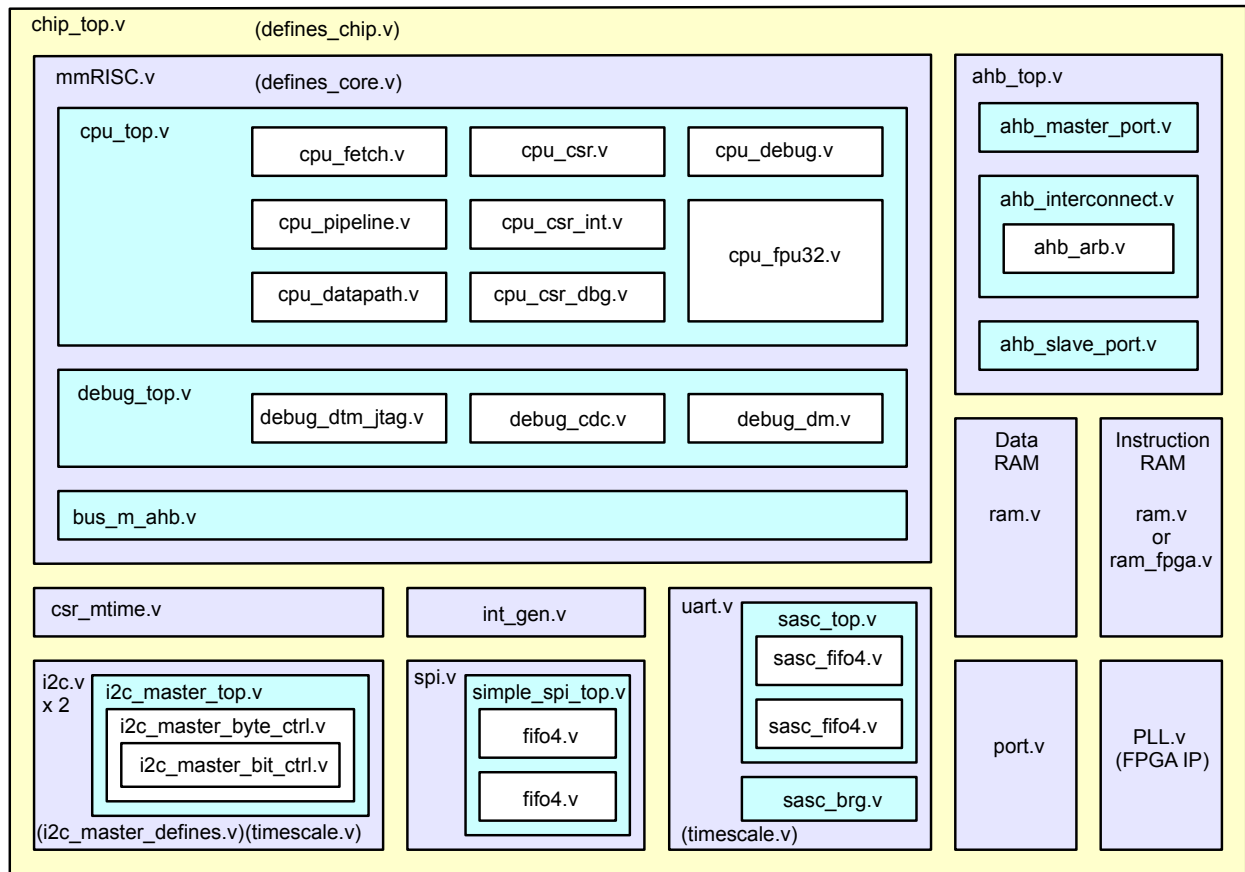 chip_top.v
(defines_chip.v)
mmRISC.v
(defines_core.v)
cpu_top.v
cpu_fetch.v
cpu_csr.v
cpu_debug.v
cpu_pipeline.v
cpu_csr_int.v
cpu_fpu32.v
cpu_datapath.v
cpu_csr_dbg.v
debug_top.v
debug_dtm_jtag.v
debug_cdc.v
debug_dm.v
bus_m_ahb.v
ahb_top.v
ahb_master_port.v
ahb_interconnect.v
ahb_arb.v
ahb_slave_port.v
Data
RAM
ram.v
Instruction
RAM
ram.v
or
ram_fpga.v
csr_mtime.v
int_gen.v
uart.v
sasc_top.v
sasc_fifo4.v
sasc_fifo4.v
sasc_brg.v
(timescale.v)
i2c.v
x 2
i2c_master_top.v
i2c_master_byte_ctrl.v
i2c_master_bit_ctrl.v
(i2c_master_defines.v)(timescale.v)
spi.v
simple_spi_top.v
fifo4.v
fifo4.v
port.v
PLL.v
(FPGA IP)